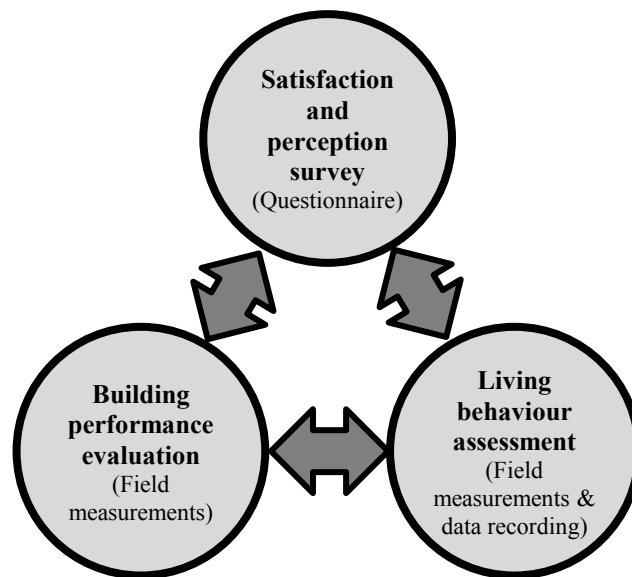 Satisfaction
and
perception
survey
(Questionnaire)
Building
performance
evaluation
(Field
measurements)
Living
behaviour
assessment
(Field
measurements &
data recording)